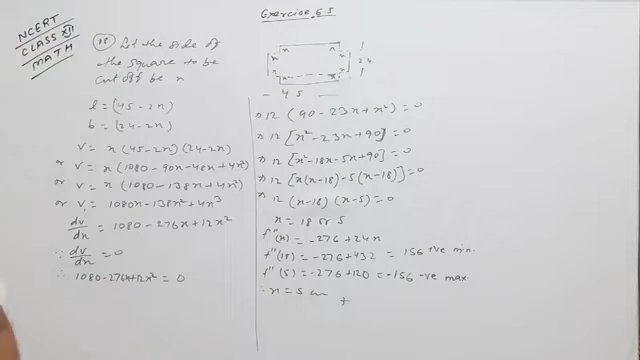 Exercise 6.5
NCERT
CLASS XII
MATH
18 Let the side of
the square to be
cut off be x
l = (45-2x)
b = (24-2x)
V = x(45-2x)(24-2x)
or V = x(1080-90x-48x+4x²)
or V = x(1080-138x+4x²)
or V = 1080x-138x²+4x³
dv/dx = 1080-276x+12x²
∵ dv/dx = 0
∴ 1080-276x+12x² = 0
x x 1
x x 24
x x 1
45
⇒ 12(90-23x+x²) = 0
⇒ 12[x²-23x+90] = 0
⇒ 12[x²-18x-5x+90] = 0
⇒ 12[x(x-18)-5(x-18)] = 0
⇒ 12(x-18)(x-5) = 0
x = 18 or 5
f"(x) = -276+24x
f"(18) = -276+432 = 156 +ve min.
f"(5) = -276+120 = -156 -ve max
∴ x = 5 cm